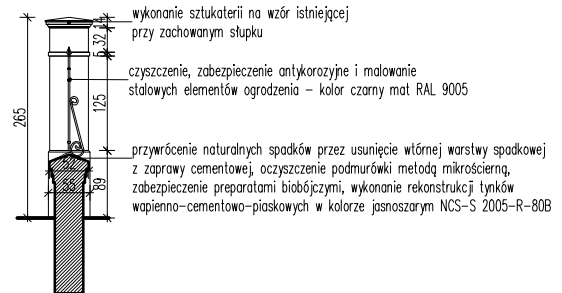 wykonanie sztukaterii na wzór istniejącej
przy zachowanym słupku
czyszczenie, zabezpieczenie antykorozyjne i malowanie
stalowych elementów ogrodzenia – kolor czarny mat RAL 9005
przywrócenie naturalnych spadków przez usunięcie wtórnej warstwy spadkowej
z zaprawy cementowej, oczyszczenie podmurówki metodą mikrościerną,
zabezpieczenie preparatami biobójczymi, wykonanie rekonstrukcji tynków
wapienno-cementowo-piaskowych w kolorze jasnoszarym NCS-S 2005-R-80B
265
32
5
125
89